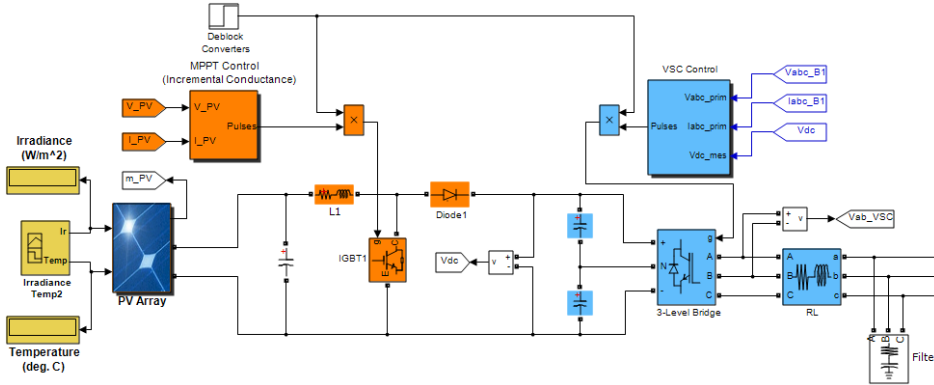 Deblock
Converters
MPPT Control
(Incremental Conductance)
V_PV
V_PV
I_PV
I_PV
Pulses
×
×
VSC Control
Vabc_prim
Iabc_prim
Vdc_mes
Pulses
Vabc_B1
Iabc_B1
Vdc
Irradiance
(W/m^2)
m_PV
Ir
Temp
Irradiance
Temp2
PV Array
Temperature
(deg. C)
L1
Diode1
g
C
E
IGBT1
Vdc
v
+
-
+
N
-
g
A
B
C
3-Level Bridge
+
-
v
Vab_VSC
A
B
C
a
b
c
RL
A
B
C
Filte